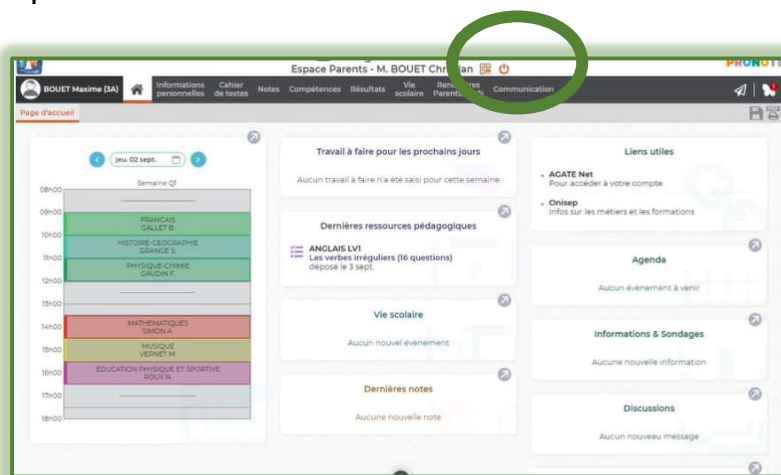 Espace Parents - M. BOUET
PRONOTE
BOUET Maxime (3A)
Informations personnelles
Cahier de textes
Notes
Compétences
Résultats
Vie scolaire
Communication
Page d'accueil
jeu. 02 sept.
Semaine Q1
08h00
09h00
FRANCAIS
GALLET B.
10h00
HISTOIRE-GEOGRAPHIE
GRANGE S.
11h00
PHYSIQUE-CHIMIE
GAUDIN F.
12h00
13h00
14h00
MATHEMATIQUES
SIMON A.
15h00
MUSIQUE
VERNET M.
16h00
EDUCATION PHYSIQUE ET SPORTIVE
ROUX N.
17h00
18h00
Travail à faire pour les prochains jours
Aucun travail à faire n'a été saisi pour cette semaine
Dernières ressources pédagogiques
ANGLAIS LV1
Les verbes irréguliers (16 questions)
déposé le 3 sept.
Vie scolaire
Aucun nouvel évènement
Dernières notes
Aucune nouvelle note
Liens utiles
AGATE Net
Pour accéder à votre compte
Onisep
Infos sur les métiers et les formations
Agenda
Aucun évènement à venir
Informations & Sondages
Aucune nouvelle information
Discussions
Aucun nouveau message